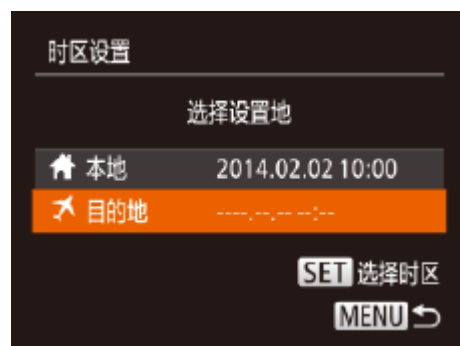 时区设置
选择设置地
本地 2014.02.02 10:00
目的地 ----.--.-- --:--
SET 选择时区
MENU